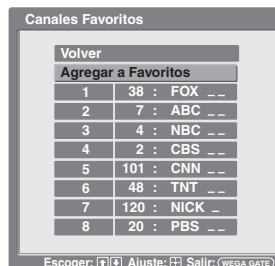 Canales Favoritos
Volver
Agregar a Favoritos
1 38 : FOX _ _
2 7 : ABC _ _
3 4 : NBC _ _
4 2 : CBS _ _
5 101 : CNN _ _
6 48 : TNT _ _
7 120 : NICK _
8 20 : PBS _ _
Escoger: Ajuste: Salir: WEGA GATE